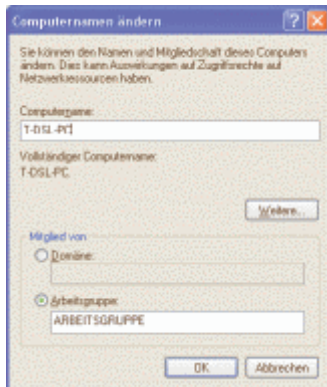 Computernamen ändern
Sie können den Namen und Mitgliedschaft dieses Computers
ändern. Dies kann Auswirkungen auf Zugriffsrechte auf
Netzwerkressourcen haben.
Computername:
T-DSL-PC
Vollständiger Computername:
T-DSL-PC.
Weitere...
Mitglied von
Domäne:
Arbeitsgruppe:
ARBEITSGRUPPE
OK
Abbrechen